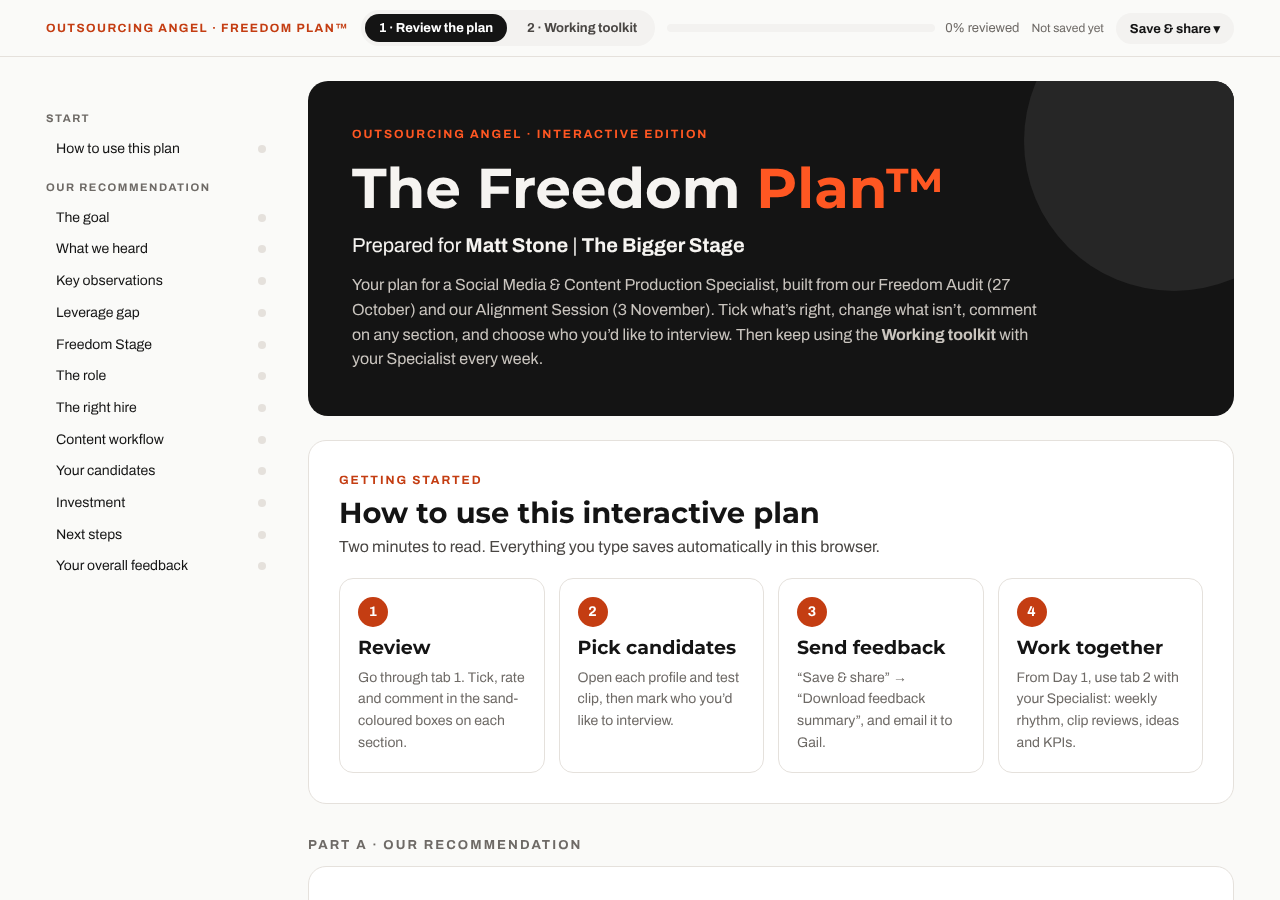 OUTSOURCING ANGEL · FREEDOM PLAN™
1 · Review the plan
2 · Working toolkit
0% reviewed
Not saved yet
Save & share ▾
START
How to use this plan
OUR RECOMMENDATION
The goal
What we heard
Key observations
Leverage gap
Freedom Stage
The role
The right hire
Content workflow
Your candidates
Investment
Next steps
Your overall feedback
OUTSOURCING ANGEL · INTERACTIVE EDITION
The Freedom Plan™
Prepared for Matt Stone | The Bigger Stage
Your plan for a Social Media & Content Production Specialist, built from our Freedom Audit (27
October) and our Alignment Session (3 November). Tick what’s right, change what isn’t, comment
on any section, and choose who you’d like to interview. Then keep using the Working toolkit with
your Specialist every week.
GETTING STARTED
How to use this interactive plan
Two minutes to read. Everything you type saves automatically in this browser.
1
Review
Go through tab 1. Tick, rate
and comment in the sand-
coloured boxes on each
section.
2
Pick candidates
Open each profile and test
clip, then mark who you’d
like to interview.
3
Send feedback
“Save & share” →
“Download feedback
summary”, and email it to
Gail.
4
Work together
From Day 1, use tab 2 with
your Specialist: weekly
rhythm, clip reviews, ideas
and KPIs.
PART A · OUR RECOMMENDATION